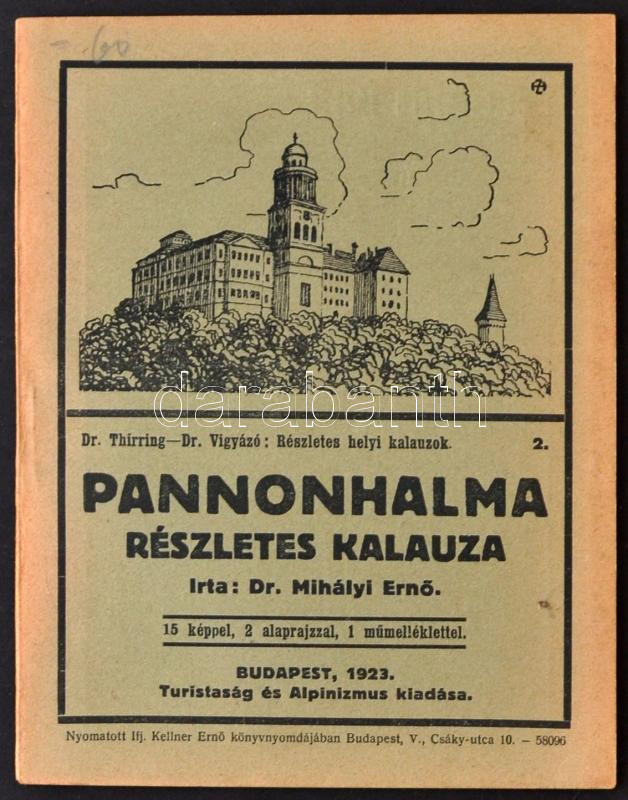 - .60
darabanth
Dr. Thirring—Dr. Vigyázó: Részletes helyi kalauzok. 2.
PANNONHALMA
RÉSZLETES KALAUZA
Irta: Dr. Mihályi Ernő.
15 képpel, 2 alaprajzzal, 1 műmelléklettel.
BUDAPEST, 1923.
Turistaság és Alpinizmus kiadása.
Nyomatott Ifj. Kellner Ernő könyvnyomdájában Budapest, V., Csáky-utca 10. – 58096